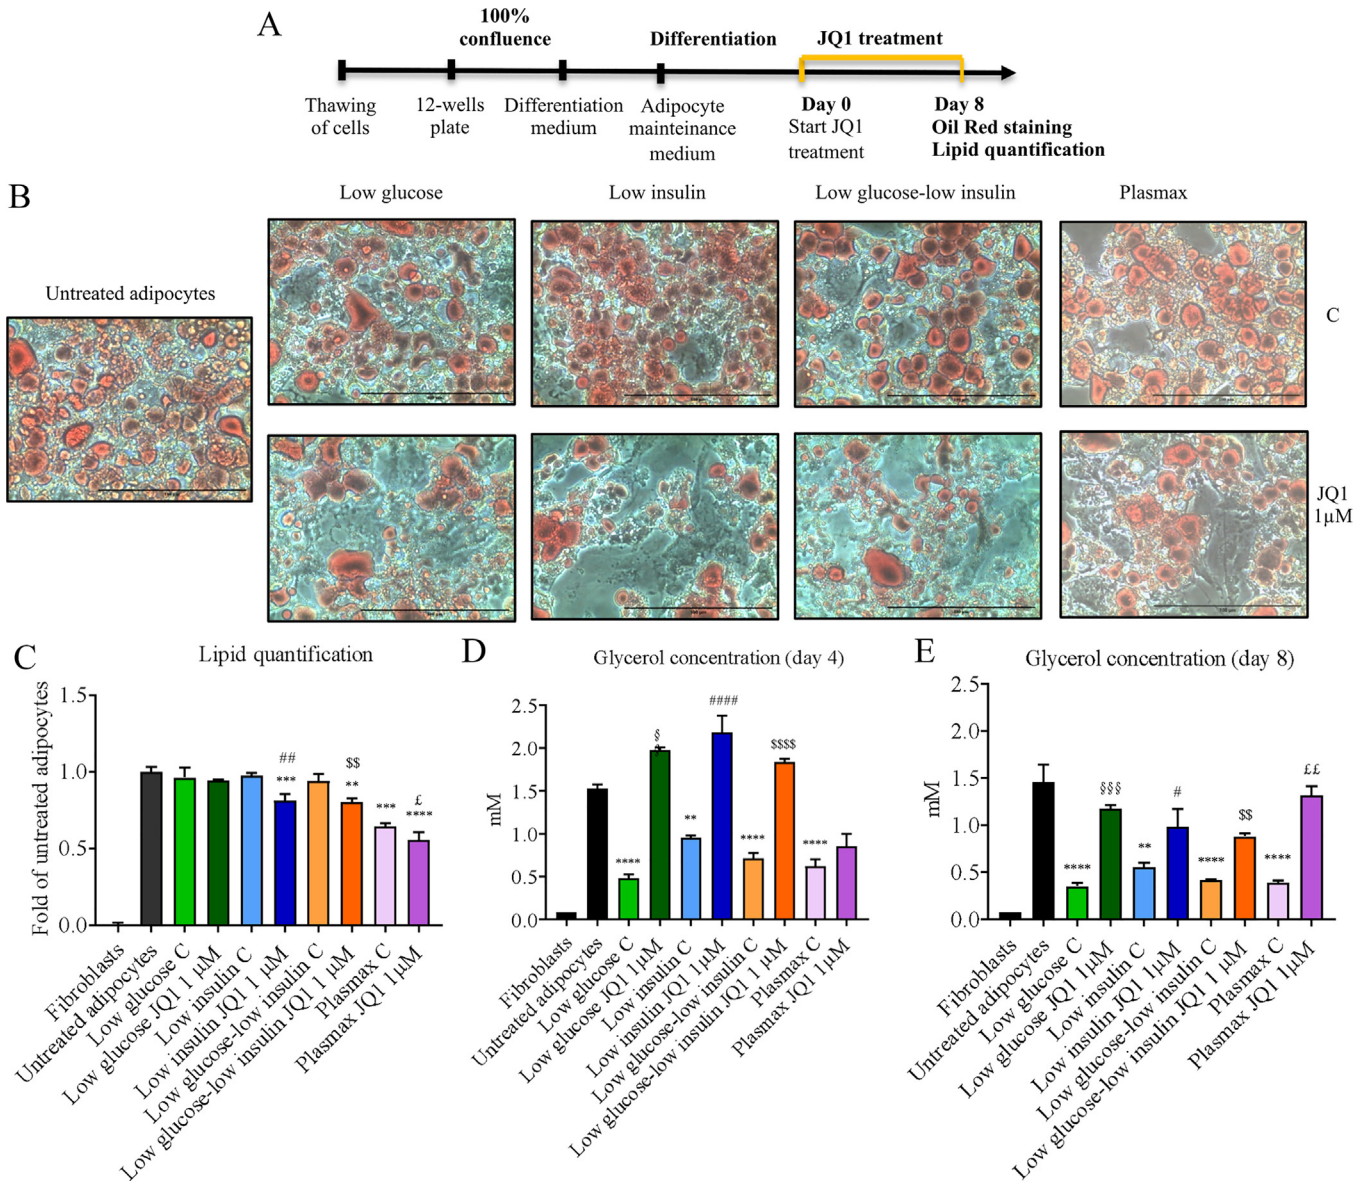 A
100%
confluence
Differentiation
JQ1 treatment
Thawing
of cells
12-wells
plate
Differentiation
medium
Adipocyte
mainteinance
medium
Day 0
Start JQ1
treatment
Day 8
Oil Red staining
Lipid quantification
B
Low glucose
Low insulin
Low glucose-low insulin
Plasmax
Untreated adipocytes
C
JQ1
1µM
C
Lipid quantification
Fold of untreated adipocytes
1.5
1.0
0.5
0.0
##
***
$$
**
***
£
****
Fibroblasts
Untreated adipocytes
Low glucose C
Low glucose JQ1 1 µM
Low insulin C
Low insulin JQ1 1 µM
Low glucose-low insulin C
Low glucose-low insulin JQ1 1 µM
Plasmax C
Plasmax JQ1 1µM
D
Glycerol concentration (day 4)
mM
2.5
2.0
1.5
1.0
0.5
0.0
****
§
**
####
****
$$$$
****
Fibroblasts
Untreated adipocytes
Low glucose C
Low glucose JQ1 1 µM
Low insulin C
Low insulin JQ1 1µM
Low glucose-low insulin C
Low glucose-low insulin JQ1 1 µM
Plasmax C
Plasmax JQ1 1µM
E
Glycerol concentration (day 8)
mM
2.5
2.0
1.5
1.0
0.5
0.0
****
§§§
**
#
****
$$
****
££
Fibroblasts
Untreated adipocytes
Low glucose C
Low glucose JQ1 1 µM
Low insulin C
Low insulin JQ1 1µM
Low glucose-low insulin C
Low glucose-low insulin JQ1 1 µM
Plasmax C
Plasmax JQ1 1µM